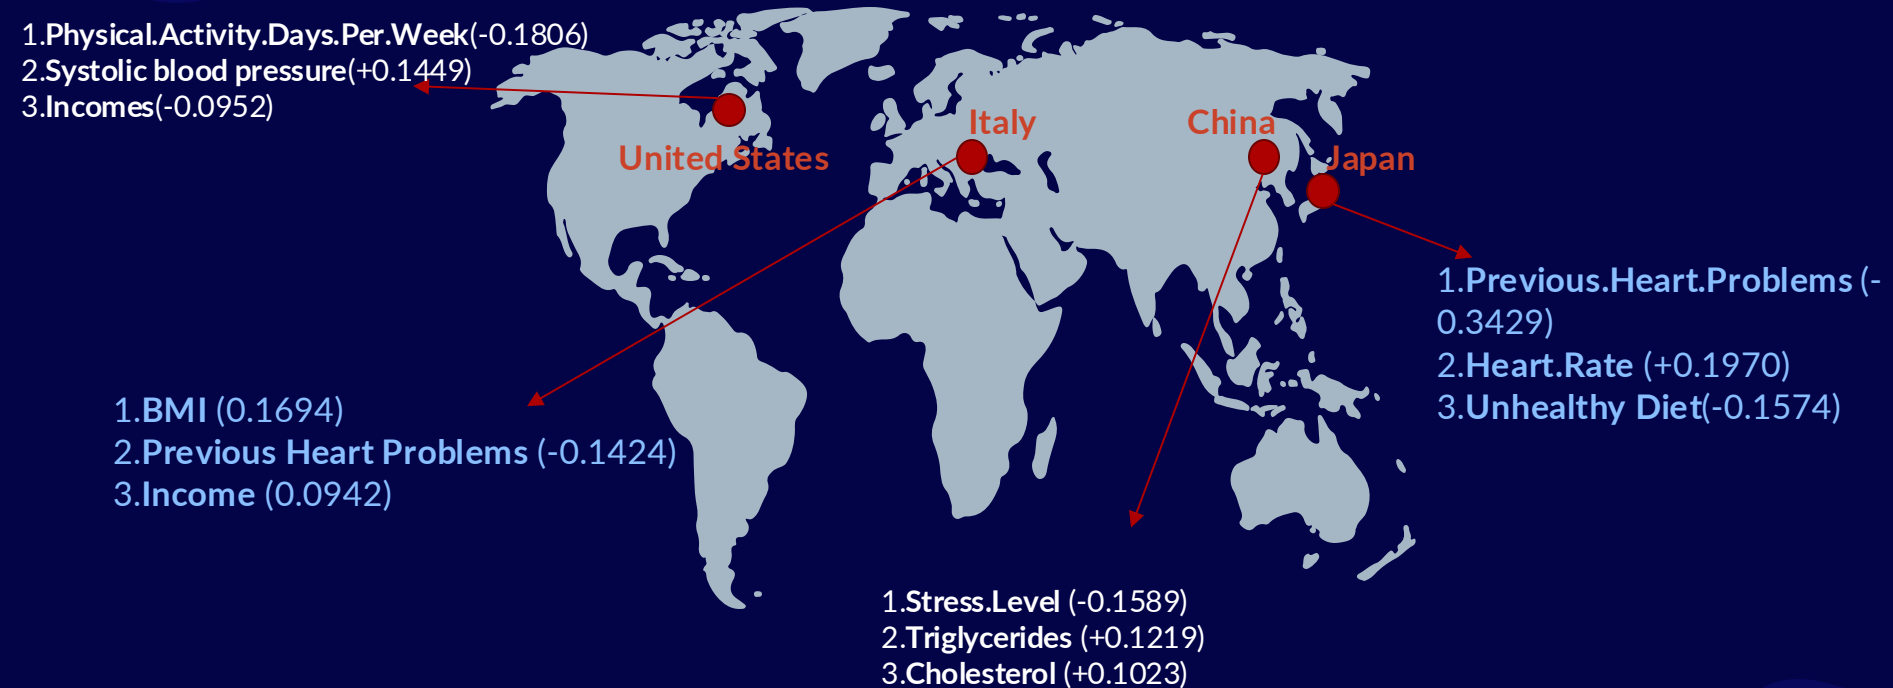 1.Physical.Activity.Days.Per.Week(-0.1806)
2.Systolic blood pressure(+0.1449)
3.Incomes(-0.0952)
United States
Italy
China
Japan
1.Previous.Heart.Problems (-
0.3429)
2.Heart.Rate (+0.1970)
3.Unhealthy Diet(-0.1574)
1.BMI (0.1694)
2.Previous Heart Problems (-0.1424)
3.Income (0.0942)
1.Stress.Level (-0.1589)
2.Triglycerides (+0.1219)
3.Cholesterol (+0.1023)